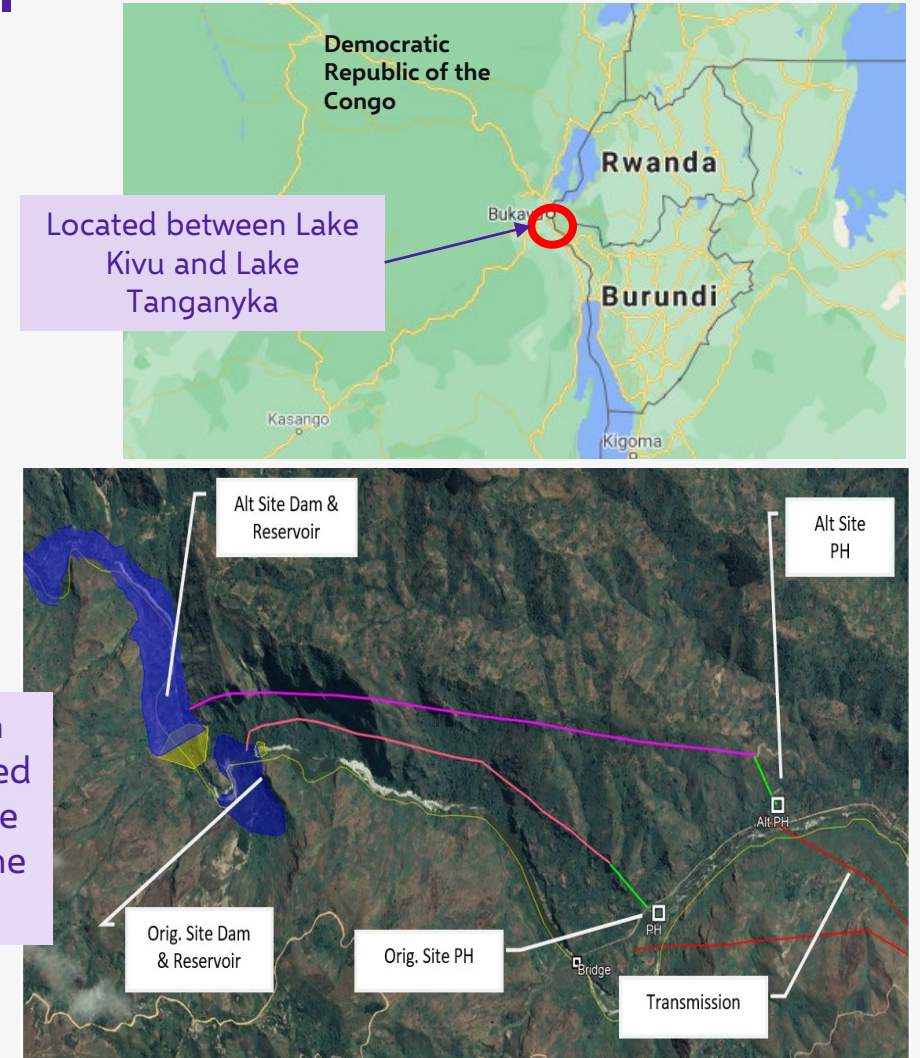 Democratic
Republic of the
Congo
Rwanda
Located between Lake
Kivu and Lake
Tanganyka
Burundi
Kasango
Kigoma
Alt Site Dam &
Reservoir
Alt Site
PH
Alt PH
PH
Orig. Site Dam
& Reservoir
Orig. Site PH
Bridge
Transmission